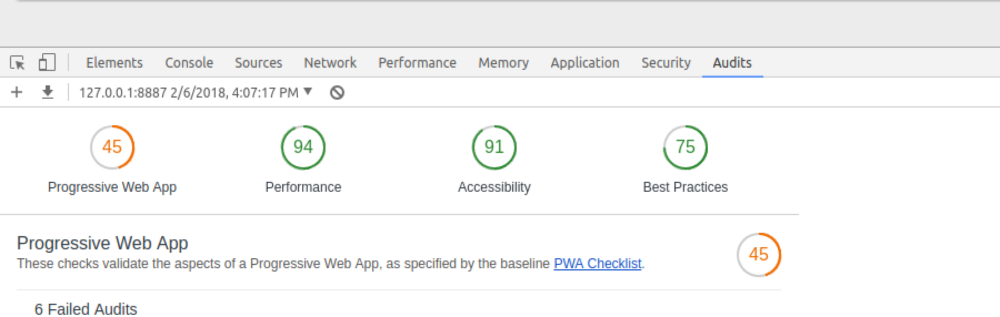 Elements Console Sources Network Performance Memory Application Security Audits
127.0.0.1:8887 2/6/2018, 4:07:17 PM ▼
45 94 91 75
Progressive Web App Performance Accessibility Best Practices
Progressive Web App
45
These checks validate the aspects of a Progressive Web App, as specified by the baseline PWA Checklist.
6 Failed Audits